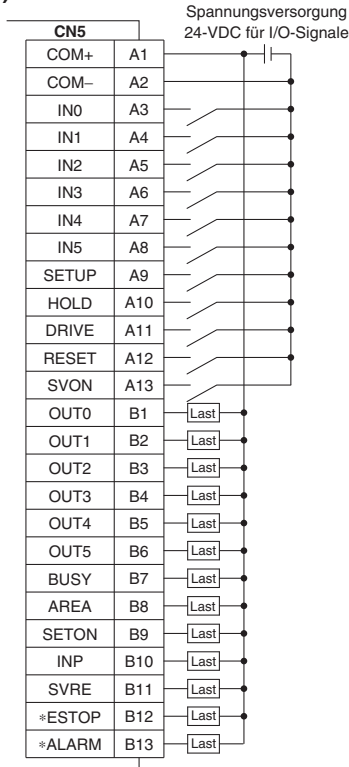 )
Spannungsversorgung
24-VDC für I/O-Signale
CN5
COM+ A1
COM– A2
IN0 A3
IN1 A4
IN2 A5
IN3 A6
IN4 A7
IN5 A8
SETUP A9
HOLD A10
DRIVE A11
RESET A12
SVON A13
OUT0 B1 Last
OUT1 B2 Last
OUT2 B3 Last
OUT3 B4 Last
OUT4 B5 Last
OUT5 B6 Last
BUSY B7 Last
AREA B8 Last
SETON B9 Last
INP B10 Last
SVRE B11 Last
*ESTOP B12 Last
*ALARM B13 Last